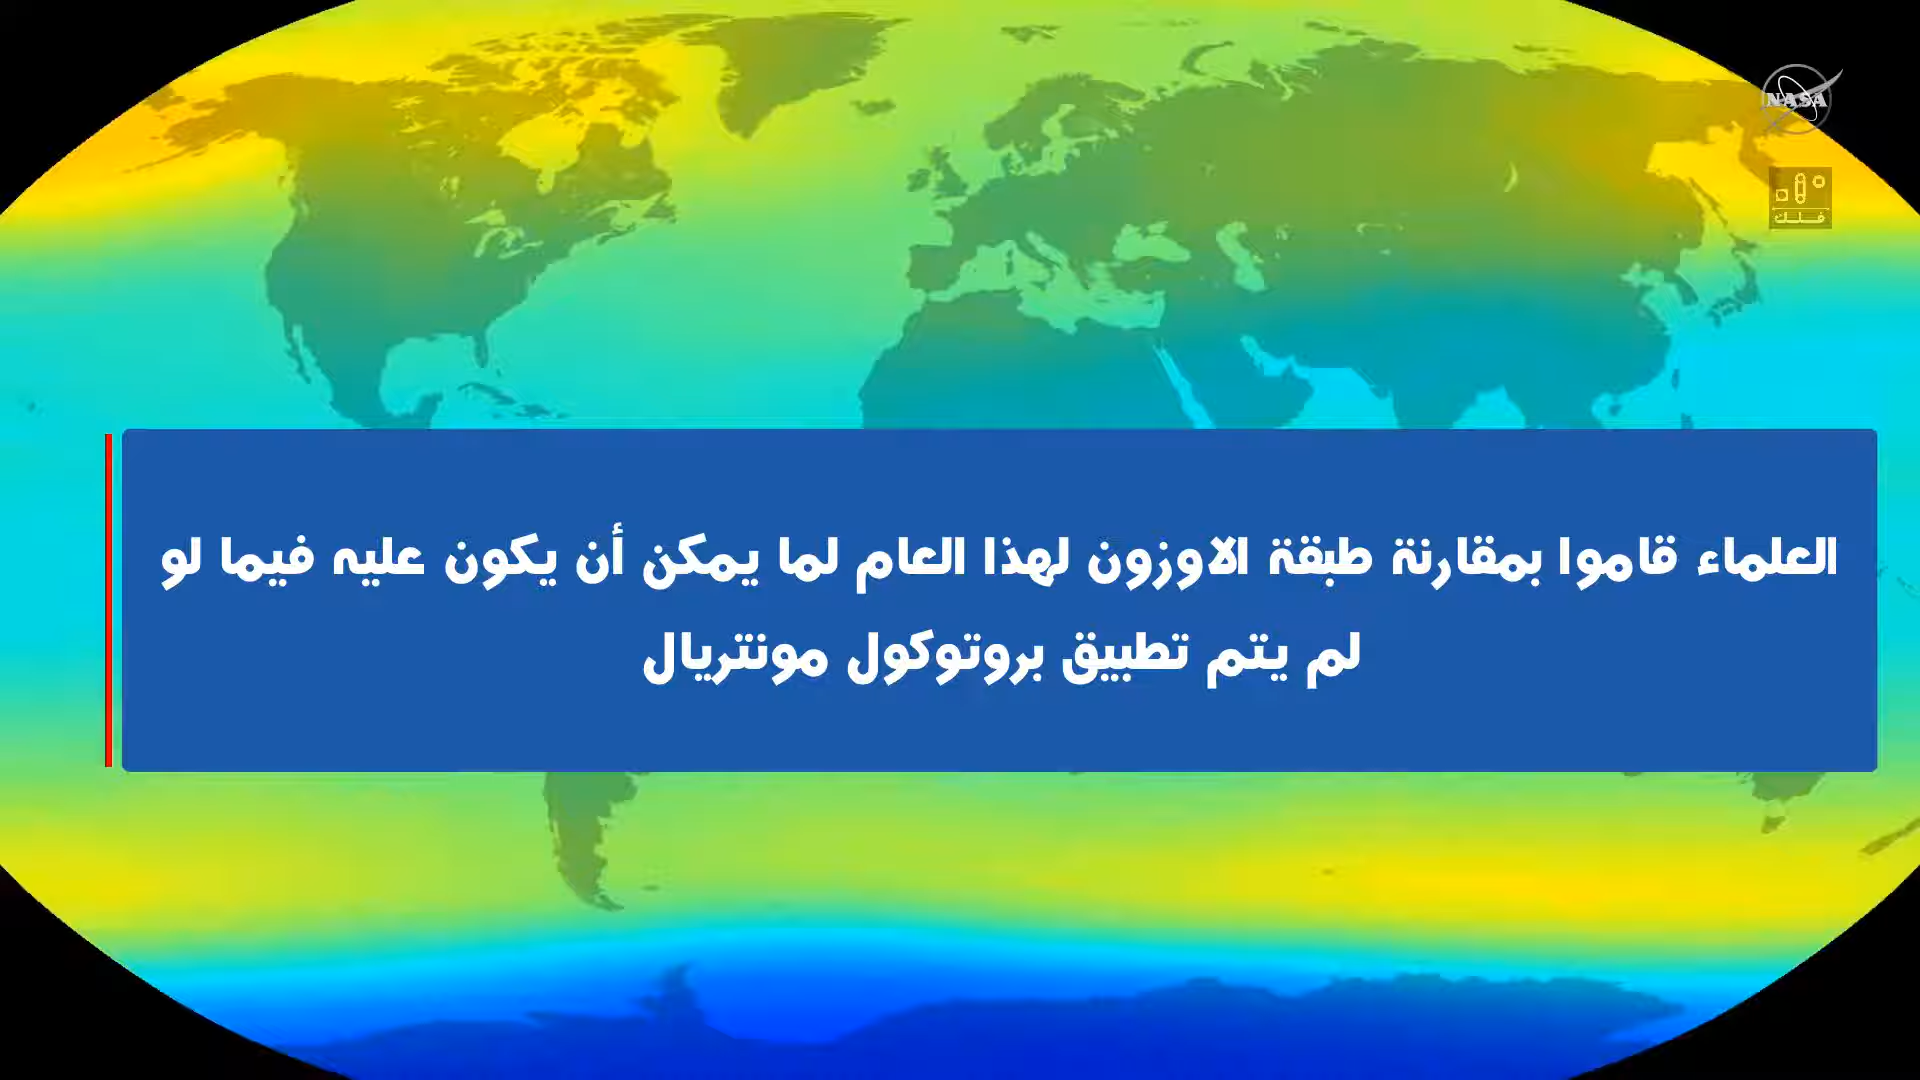 NASA
فلك
العلماء قاموا بمقارنة طبقة الاوزون لهذا العام لما يمكن أن يكون عليه فيما لو
لم يتم تطبيق بروتوكول مونتريال